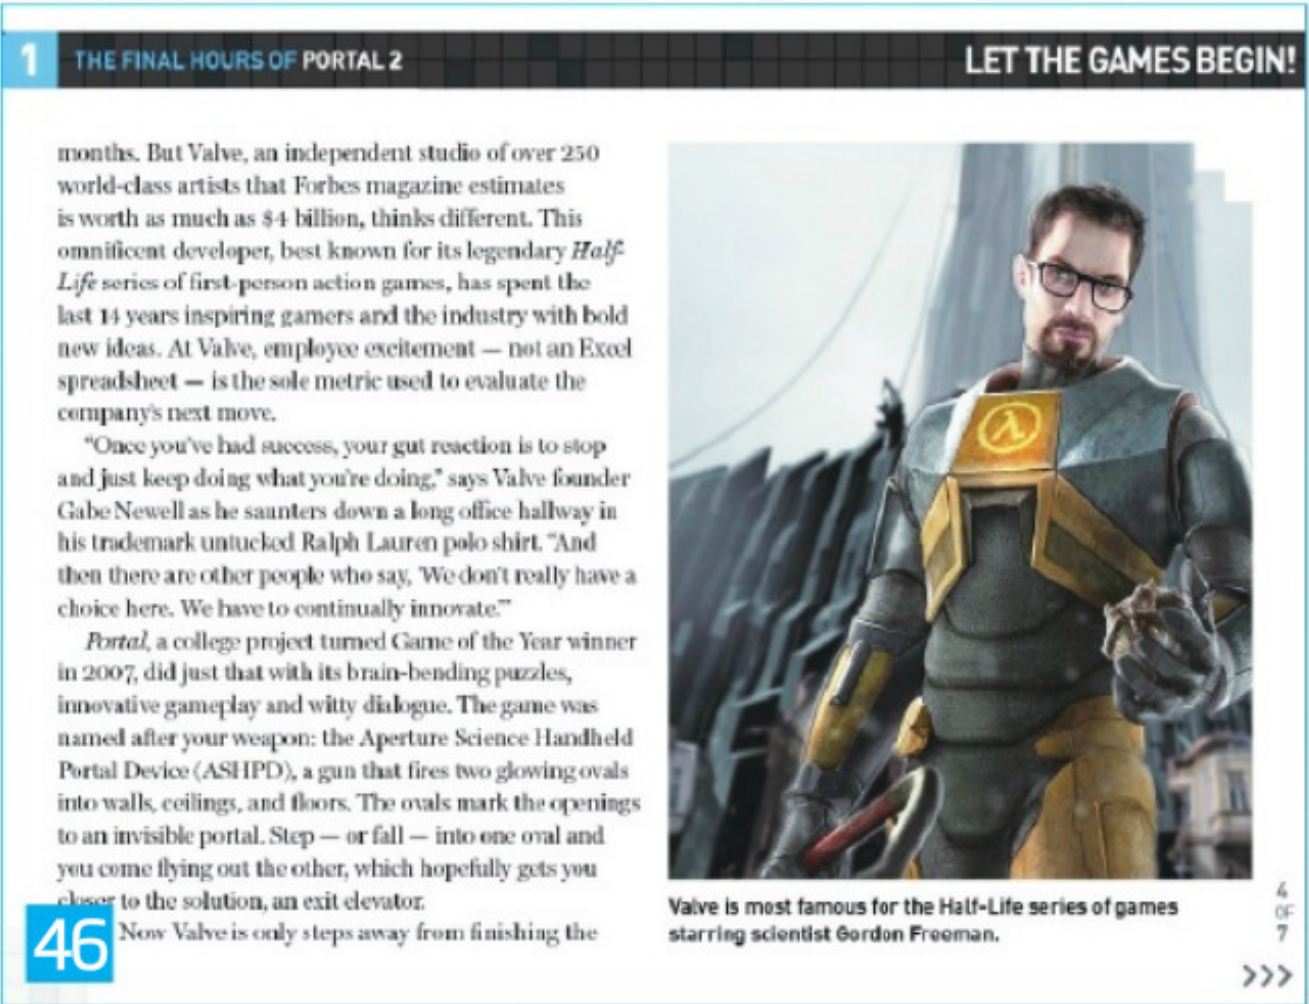 1 THE FINAL HOURS OF PORTAL 2
LET THE GAMES BEGIN!
months. But Valve, an independent studio of over 250
world-class artists that Forbes magazine estimates
is worth as much as $4 billion, thinks different. This
omnificent developer, best known for its legendary Half-
Life series of first-person action games, has spent the
last 14 years inspiring gamers and the industry with bold
new ideas. At Valve, employee excitement — not an Excel
spreadsheet — is the sole metric used to evaluate the
company's next move.
"Once you've had success, your gut reaction is to stop
and just keep doing what you're doing," says Valve founder
Gabe Newell as he saunters down a long office hallway in
his trademark untucked Ralph Lauren polo shirt. "And
then there are other people who say, 'We don't really have a
choice here. We have to continually innovate.'"
Portal, a college project turned Game of the Year winner
in 2007, did just that with its brain-bending puzzles,
innovative gameplay and witty dialogue. The game was
named after your weapon: the Aperture Science Handheld
Portal Device (ASHPD), a gun that fires two glowing ovals
into walls, ceilings, and floors. The ovals mark the openings
to an invisible portal. Step — or fall — into one oval and
you come flying out the other, which hopefully gets you
closer to the solution, an exit elevator.
Now Valve is only steps away from finishing the
46
Valve is most famous for the Half-Life series of games
starring scientist Gordon Freeman.
4
OF
7
>>>